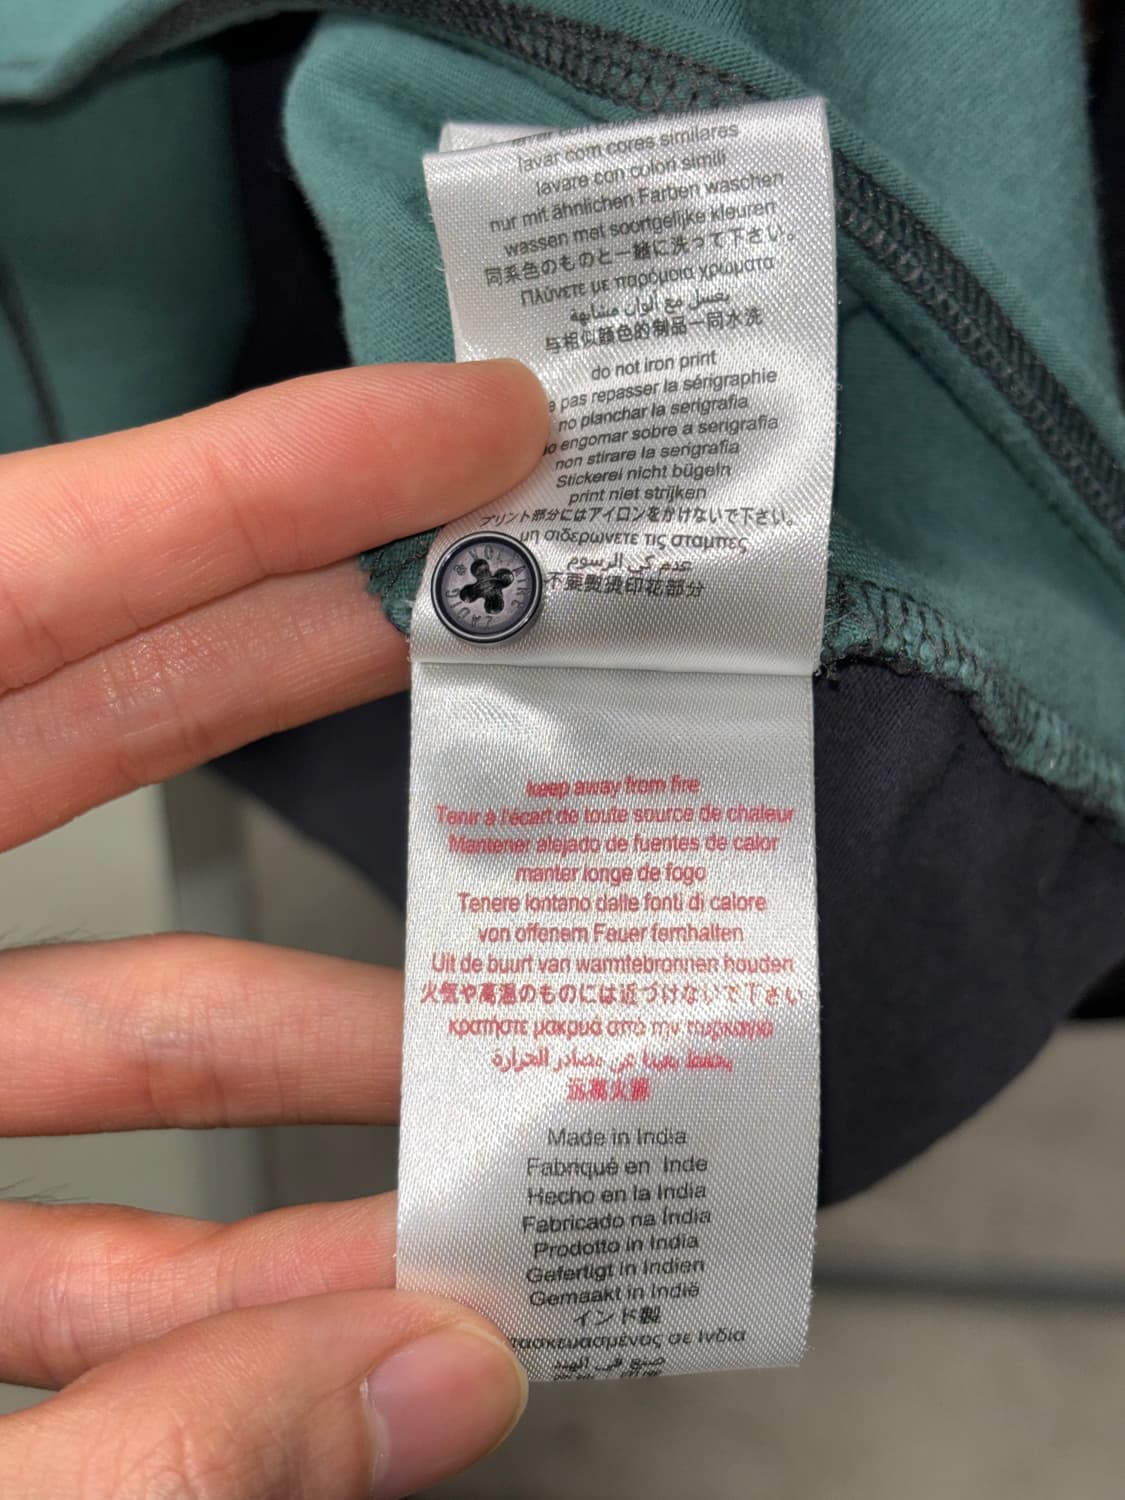 lavar com cores similares
lavare con colori simili
nur mit ähnlichen Farben waschen
wassen met soortgelijke kleuren
同系色のものと一緒に洗って下さい。
Πλύνετε με παρόμοια χρώματα
يغسل مع ألوان مشابهة
与相似颜色的制品一同水洗
do not iron print
pas repasser la sérigraphie
no planchar la serigrafia
engomar sobre a serigrafia
non stirare la serigrafia
Stickerei nicht bügeln
print niet strijken
プリント部分にはアイロンをかけないで下さい。
μη σιδερωνετε τις σταμπες
عدم كي الرسوم
不要熨烫印花部分
keep away from fire
Tenir à l'écart de toute source de chaleur
Mantener alejado de fuentes de calor
manter longe de fogo
Tenere lontano dalle fonti di calore
von offenem Feuer fernhalten
Uit de buurt van warmtebronnen houden
火気や高温のものには近づけないで下さい
κρατηστε μακρυά από την πυρκαγιά
يحفظ بعيدا عن مصادر الحرارة
远离火源
Made in India
Fabriqué en Inde
Hecho en la India
Fabricado na Índia
Prodotto in India
Gefertigt in Indien
Gemaakt in Indië
インド製
σε Ινδία
صنع في الهند